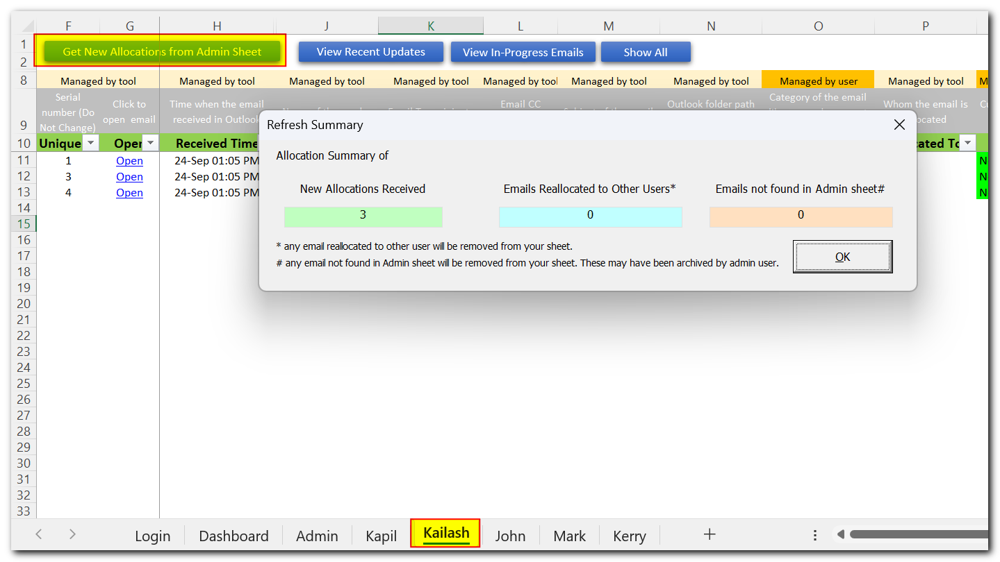 F G H J K L M N O P
1 Get New Allocations from Admin Sheet View Recent Updates View In-Progress Emails Show All
2
8 Managed by tool Managed by tool Managed by tool Managed by tool Managed by tool Managed by tool Managed by tool Managed by user Managed by tool M
Serial number (Do Not Change)
Click to open email
Time when the email received in Outlook
Email CC
Outlook folder path
Category of the email
Whom the email is
9
10 Unique Open Received Time
11 1 Open 24-Sep 01:05 PM
12 3 Open 24-Sep 01:05 PM
13 4 Open 24-Sep 01:05 PM
14
15
16
17
18
19
20
21
22
23
24
25
26
27
28
29
30
31
32
33
Refresh Summary
Allocation Summary of
New Allocations Received Emails Reallocated to Other Users* Emails not found in Admin sheet#
3 0 0
* any email reallocated to other user will be removed from your sheet.
# any email not found in Admin sheet will be removed from your sheet. These may have been archived by admin user.
OK
Login Dashboard Admin Kapil Kailash John Mark Kerry